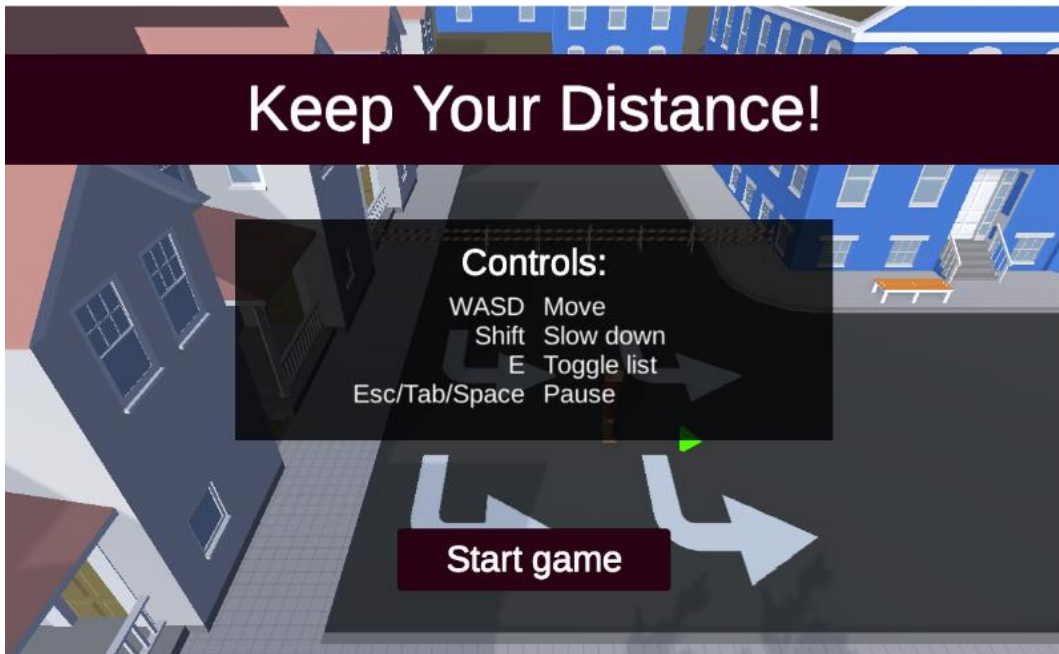 Keep Your Distance!
Controls:
WASD Move
Shift Slow down
E Toggle list
Esc/Tab/Space Pause
Start game